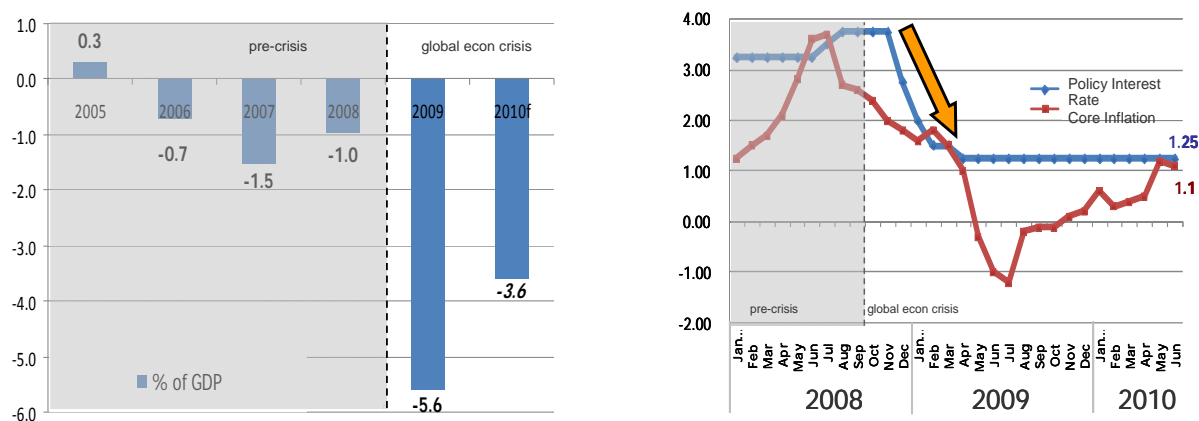 1.0
0.0
-1.0
-2.0
-3.0
-4.0
-5.0
-6.0
pre-crisis
global econ crisis
0.3
2005
2006
2007
2008
2009
2010f
-0.7
-1.5
-1.0
-5.6
-3.6
% of GDP
4.00
3.00
2.00
1.00
0.00
-1.00
-2.00
Policy Interest
Rate
Core Inflation
1.25
1.1
pre-crisis
global econ crisis
Jan...
Feb
Mar
Apr
May
Jun
Jul
Aug
Sep
Oct
Nov
Dec
Jan...
Feb
Mar
Apr
May
Jun
Jul
Aug
Sep
Oct
Nov
Dec
Jan...
Feb
Mar
Apr
May
Jun
2008
2009
2010